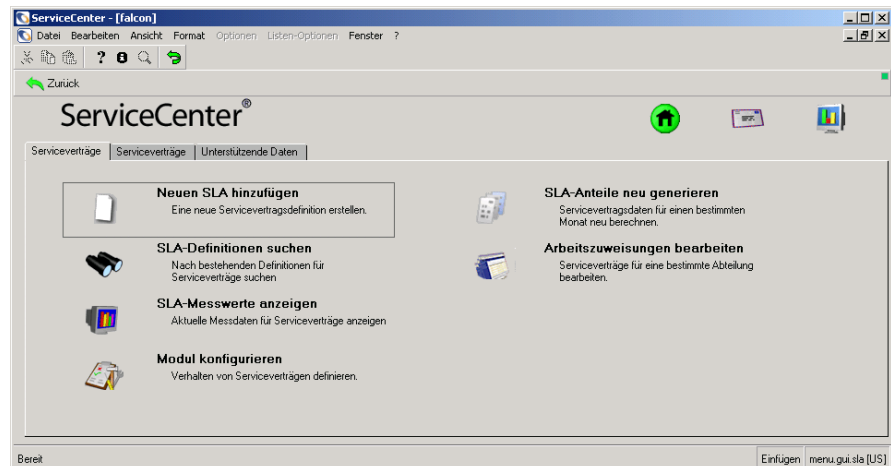 ServiceCenter - [falcon]
Datei Bearbeiten Ansicht Format Optionen Listen-Optionen Fenster ?
Zurück
ServiceCenter®
Serviceverträge Serviceverträge Unterstützende Daten
Neuen SLA hinzufügen
Eine neue Servicevertragsdefinition erstellen.
SLA-Definitionen suchen
Nach bestehenden Definitionen für
Serviceverträge suchen
SLA-Messwerte anzeigen
Aktuelle Messdaten für Serviceverträge anzeigen
Modul konfigurieren
Verhalten von Serviceverträgen definieren.
SLA-Anteile neu generieren
Servicevertragsdaten für einen bestimmten
Monat neu berechnen.
Arbeitszuweisungen bearbeiten
Serviceverträge für eine bestimmte Abteilung
bearbeiten.
Bereit
Einfügen menu.gui.sla [US]